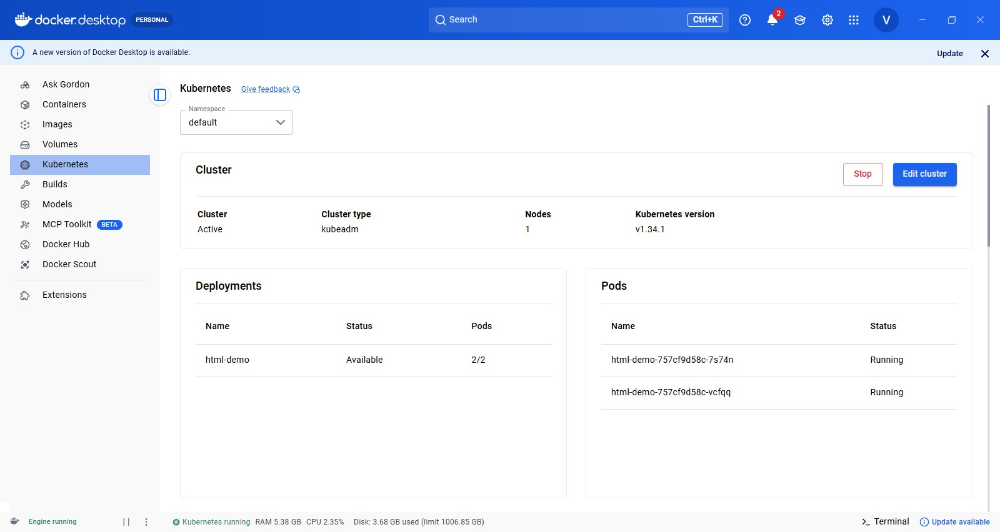 docker.desktop PERSONAL
Search Ctrl+K 2 V
A new version of Docker Desktop is available. Update
Ask Gordon
Containers
Images
Volumes
Kubernetes
Builds
Models
MCP Toolkit BETA
Docker Hub
Docker Scout
Extensions
Kubernetes Give feedback
Namespace
default
Cluster Stop Edit cluster
Cluster Cluster type Nodes Kubernetes version
Active kubeadm 1 v1.34.1
Deployments
Name Status Pods
html-demo Available 2/2
Pods
Name Status
html-demo-757cf9d58c-7s74n Running
html-demo-757cf9d58c-vcfqq Running
Engine running Kubernetes running RAM 5.38 GB CPU 2.35% Disk: 3.68 GB used (limit 1006.85 GB) >_ Terminal Update available